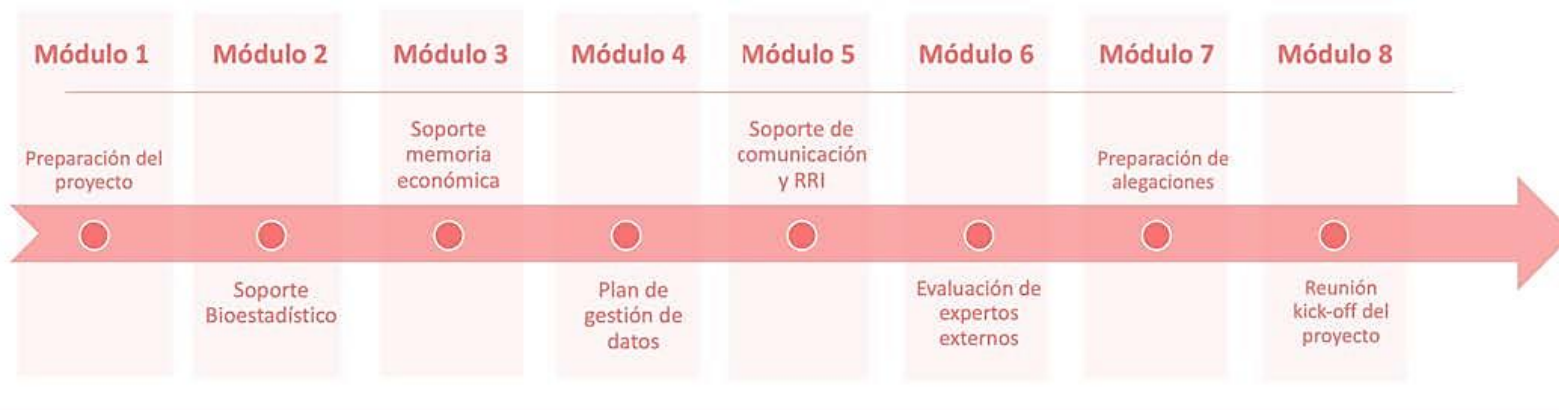 Módulo 1
Módulo 2
Módulo 3
Módulo 4
Módulo 5
Módulo 6
Módulo 7
Módulo 8
Preparación del
proyecto
Soporte
Bioestadístico
Soporte
memoria
económica
Plan de
gestión de
datos
Soporte de
comunicación
y RRI
Evaluación de
expertos
externos
Preparación de
alegaciones
Reunión
kick-off del
proyecto